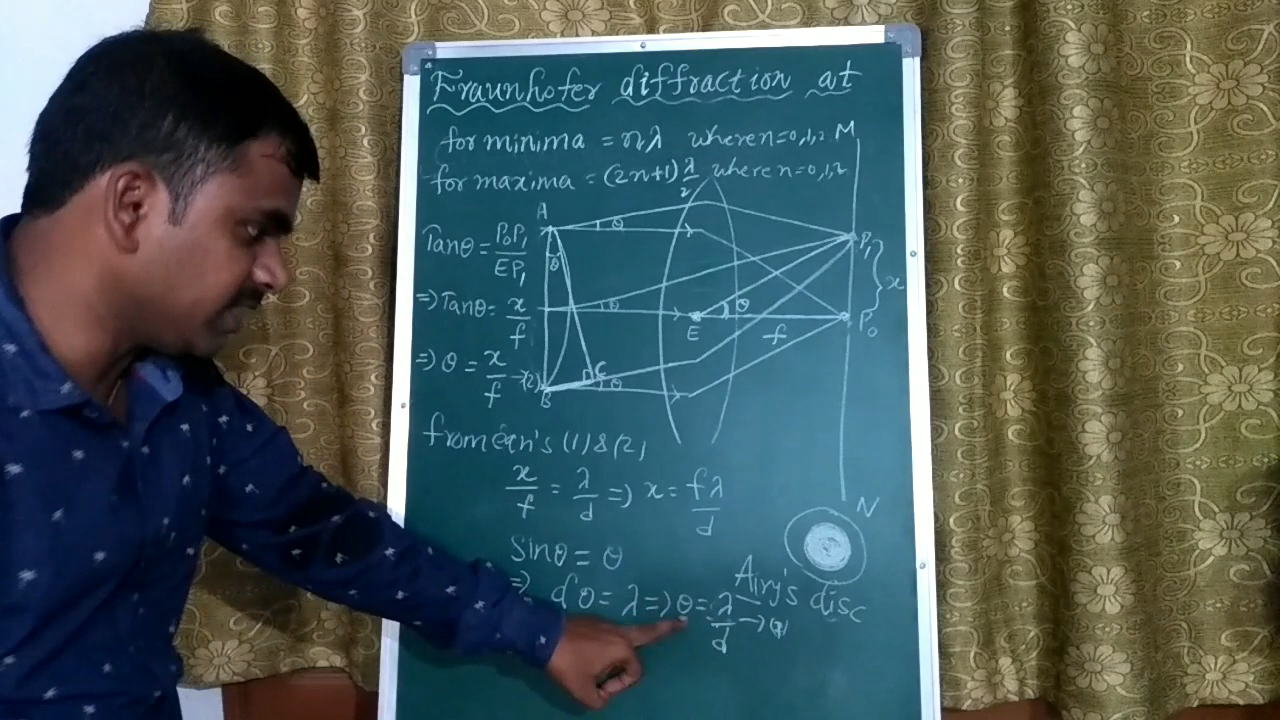 Fraunhofer diffraction at
for minima = nλ where n=0,1,2
for maxima = (2n+1) λ/2 where n=0,1,2
M
A
θ
θ
Tanθ = P₀P₁/EP₁
P₁
x
=) Tanθ = x/f
θ
E
θ
f
P₀
=) θ = x/f →(2)
C
θ
B
from eqn's (1) & (2)
x/f = λ/d =) x = fλ/d
N
Sinθ = θ
=) dθ = λ =) θ = λ/d →(1)
Airy's disc